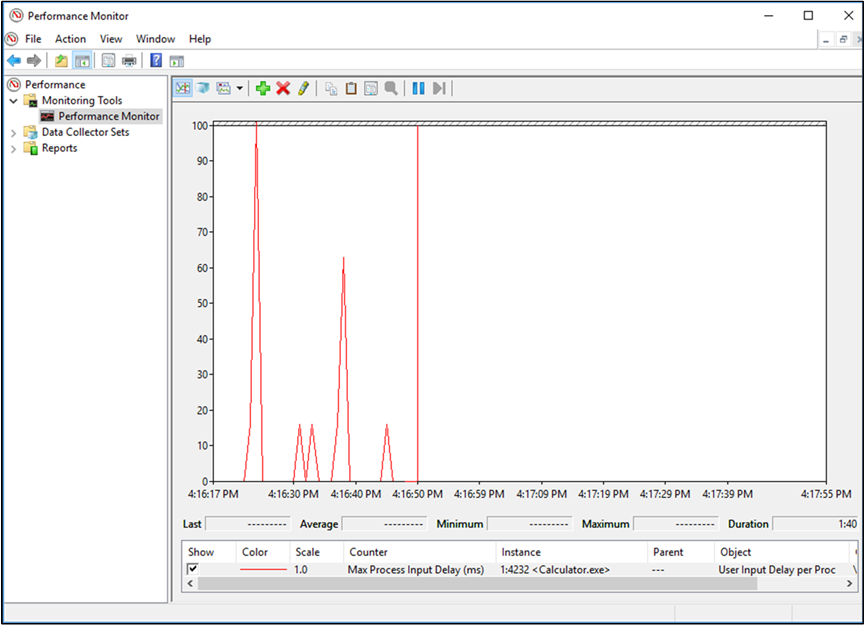 Performance Monitor
File Action View Window Help
Performance
Monitoring Tools
Performance Monitor
Data Collector Sets
Reports
100
90
80
70
60
50
40
30
20
10
0
4:16:17 PM 4:16:30 PM 4:16:40 PM 4:16:50 PM 4:16:59 PM 4:17:09 PM 4:17:19 PM 4:17:29 PM 4:17:39 PM 4:17:55 PM
Last --------- Average --------- Minimum --------- Maximum --------- Duration 1:40
Show Color Scale Counter Instance Parent Object
1.0 Max Process Input Delay (ms) 1:4232 <Calculator.exe> --- User Input Delay per Proc